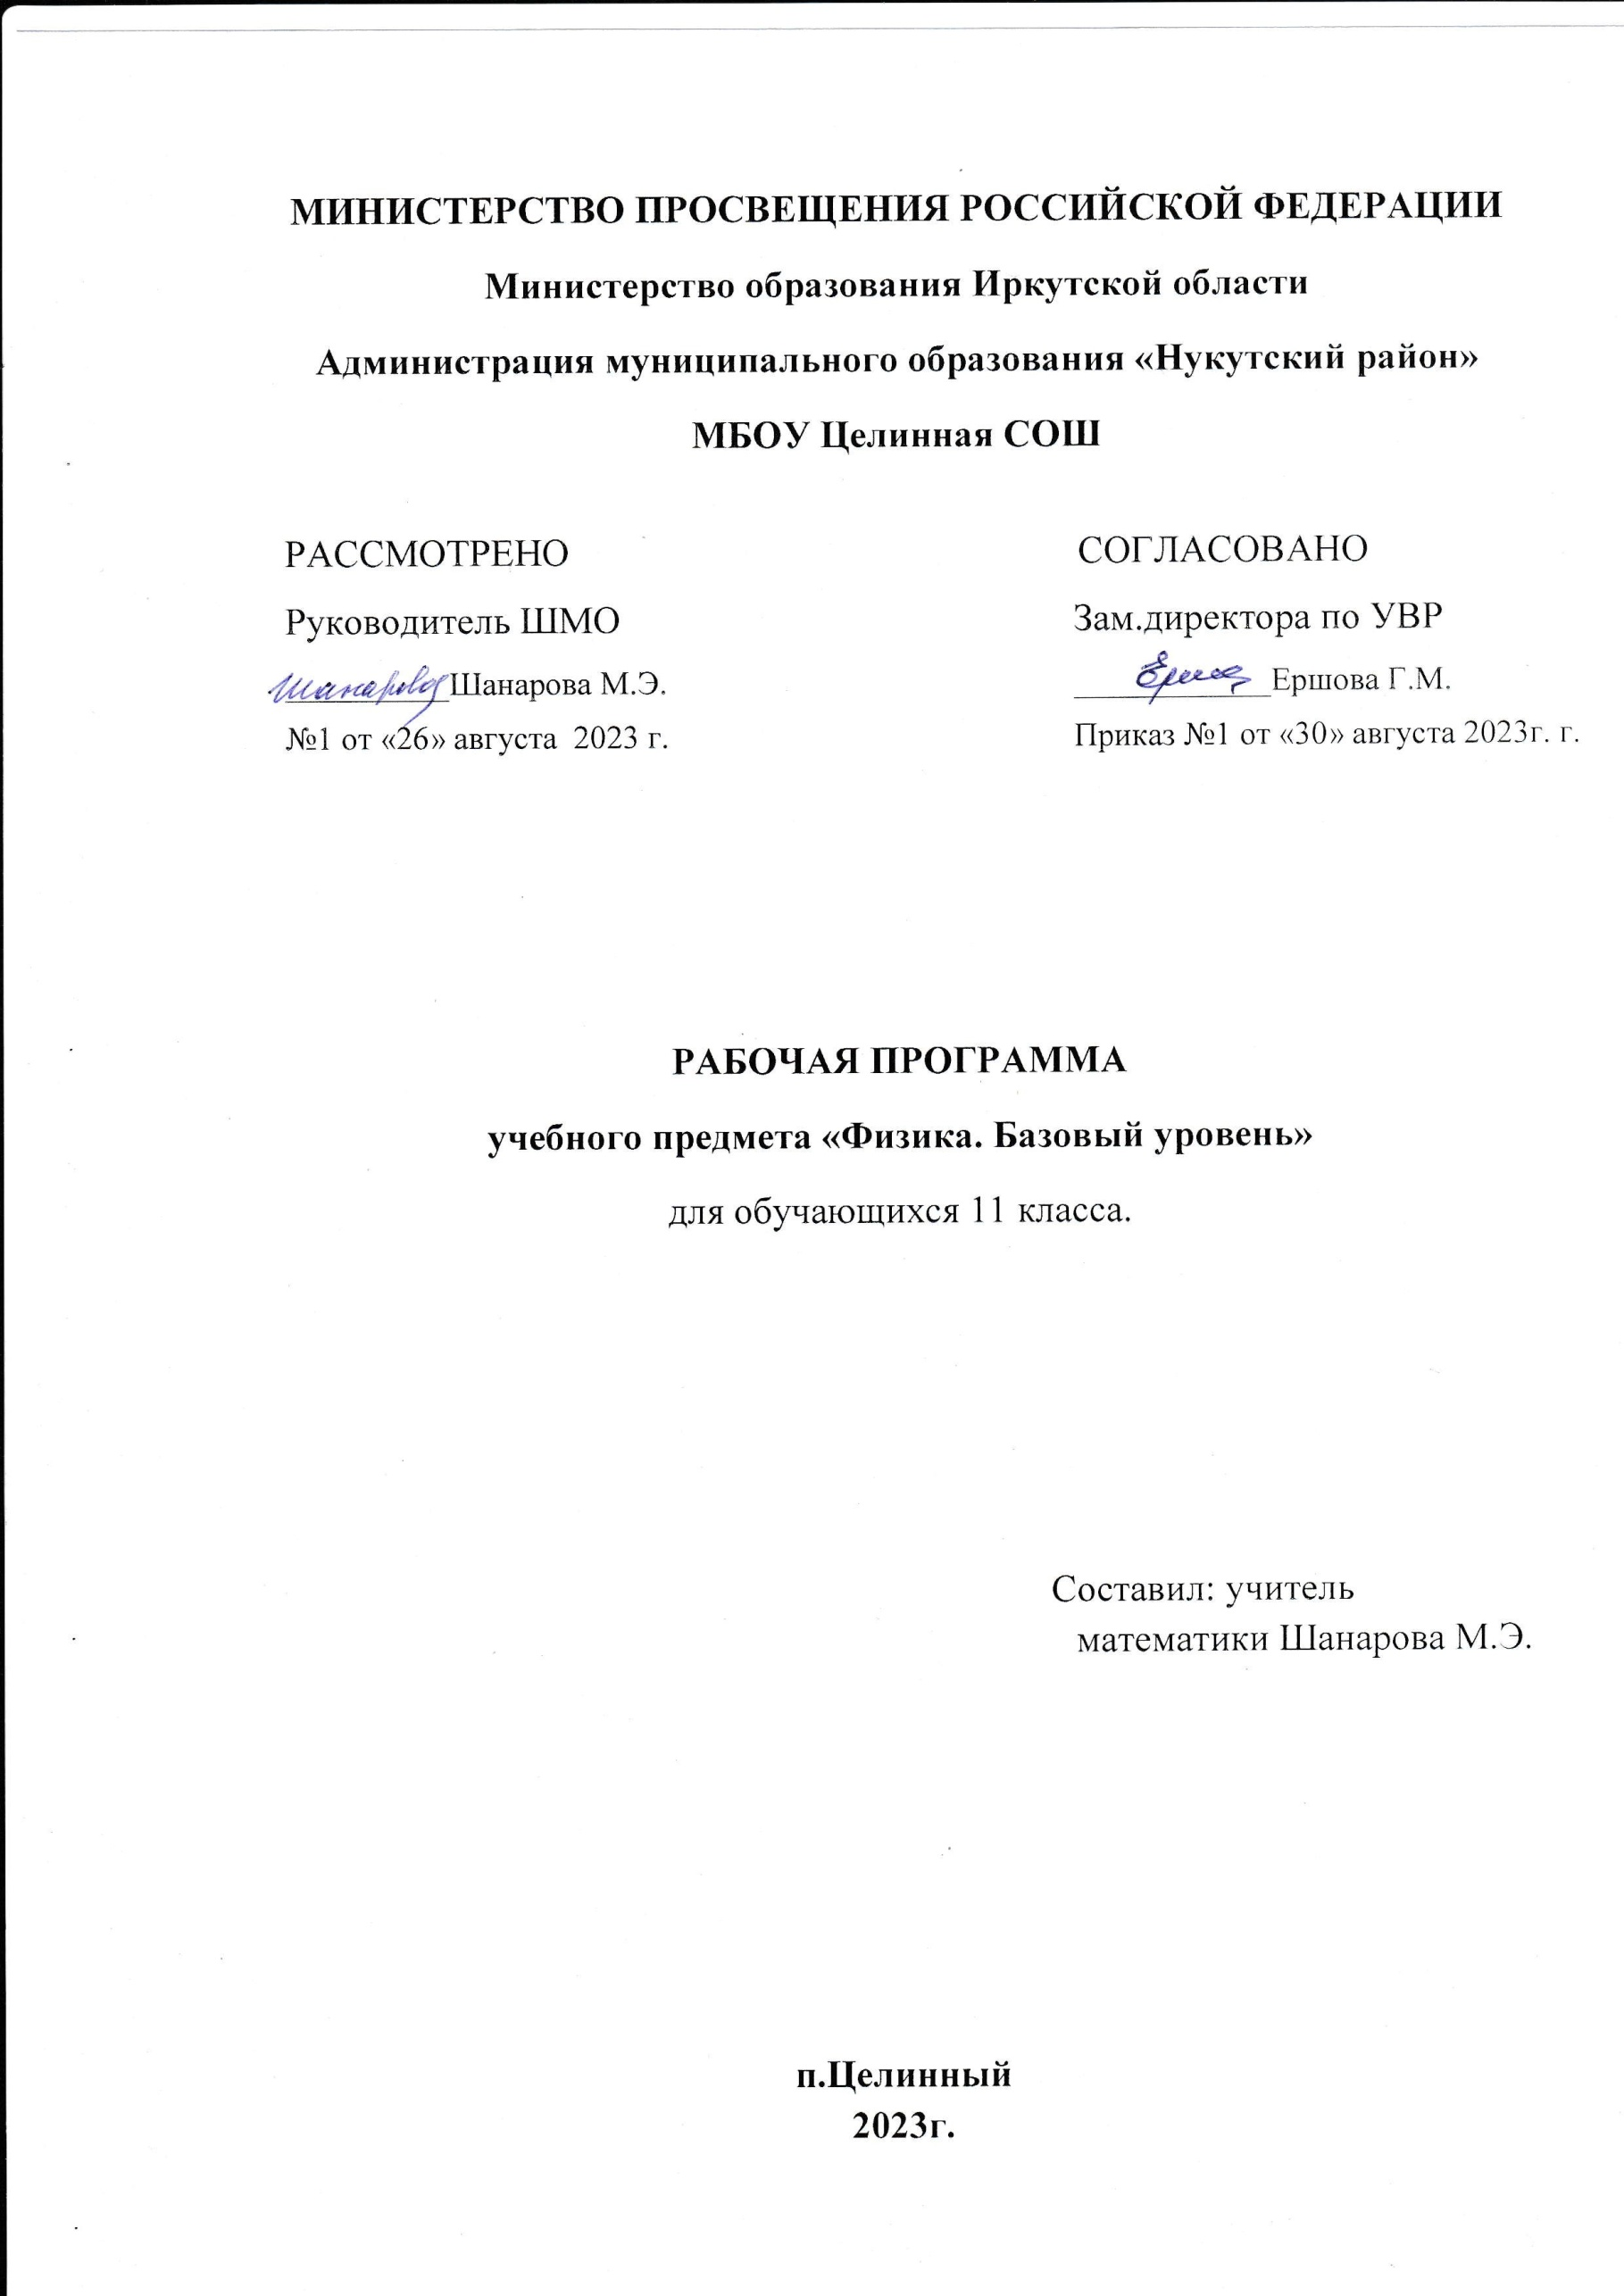 МИНИСТЕРСТВО ПРОСВЕЩЕНИЯ РОССИЙСКОЙ ФЕДЕРАЦИИ
Министерство образования Иркутской области
Администрация муниципального образования «Нукутский район»
МБОУ Целинная СОШ
РАССМОТРЕНО
Руководитель ШМО
Шанарова Шанарова М.Э.
№1 от «26» августа 2023 г.
СОГЛАСОВАНО
Зам.директора по УВР
Ершова Г.М.
Приказ №1 от «30» августа 2023г. г.
РАБОЧАЯ ПРОГРАММА
учебного предмета «Физика. Базовый уровень»
для обучающихся 11 класса.
Составил: учитель
математики Шанарова М.Э.
п.Целинный
2023г.